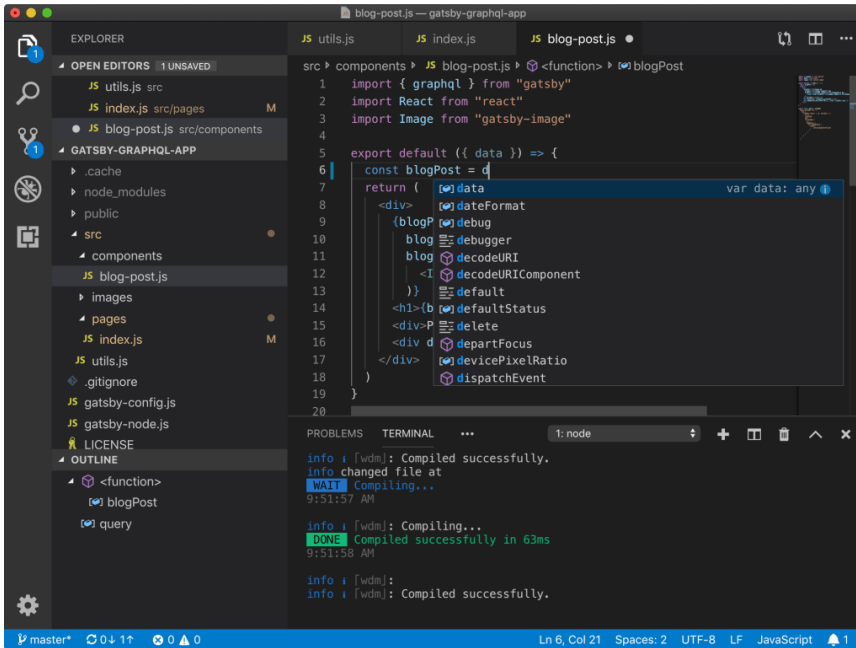 blog-post.js — gatsby-graphql-app
1
1
EXPLORER
OPEN EDITORS 1 UNSAVED
JS utils.js src
JS index.js src/pages M
JS blog-post.js src/components
GATSBY-GRAPHQL-APP
.cache
node_modules
public
src
components
JS blog-post.js
images
pages
JS index.js M
JS utils.js
.gitignore
JS gatsby-config.js
JS gatsby-node.js
LICENSE
OUTLINE
<function>
blogPost
query
JS utils.js JS index.js JS blog-post.js
src components JS blog-post.js <function> blogPost
1 import { graphql } from "gatsby"
2 import React from "react"
3 import Image from "gatsby-image"
4
5 export default ({ data }) => {
6 const blogPost = d
7 return (
8 <div>
9 {blogP
10 blog
11 blog
12 <I
13 )}
14 <h1>{b
15 <div>P
16 <div d
17 </div>
18 )
19 }
20
data var data: any
dateFormat
debug
debugger
decodeURI
decodeURIComponent
default
defaultStatus
delete
departFocus
devicePixelRatio
dispatchEvent
PROBLEMS TERMINAL ••• 1: node
info i [wdm]: Compiled successfully.
info changed file at
WAIT Compiling...
9:51:57 AM
info i [wdm]: Compiling...
DONE Compiled successfully in 63ms
9:51:58 AM
info i [wdm]:
info i [wdm]: Compiled successfully.
master* 0↓ 1↑ 0 0 Ln 6, Col 21 Spaces: 2 UTF-8 LF JavaScript 1